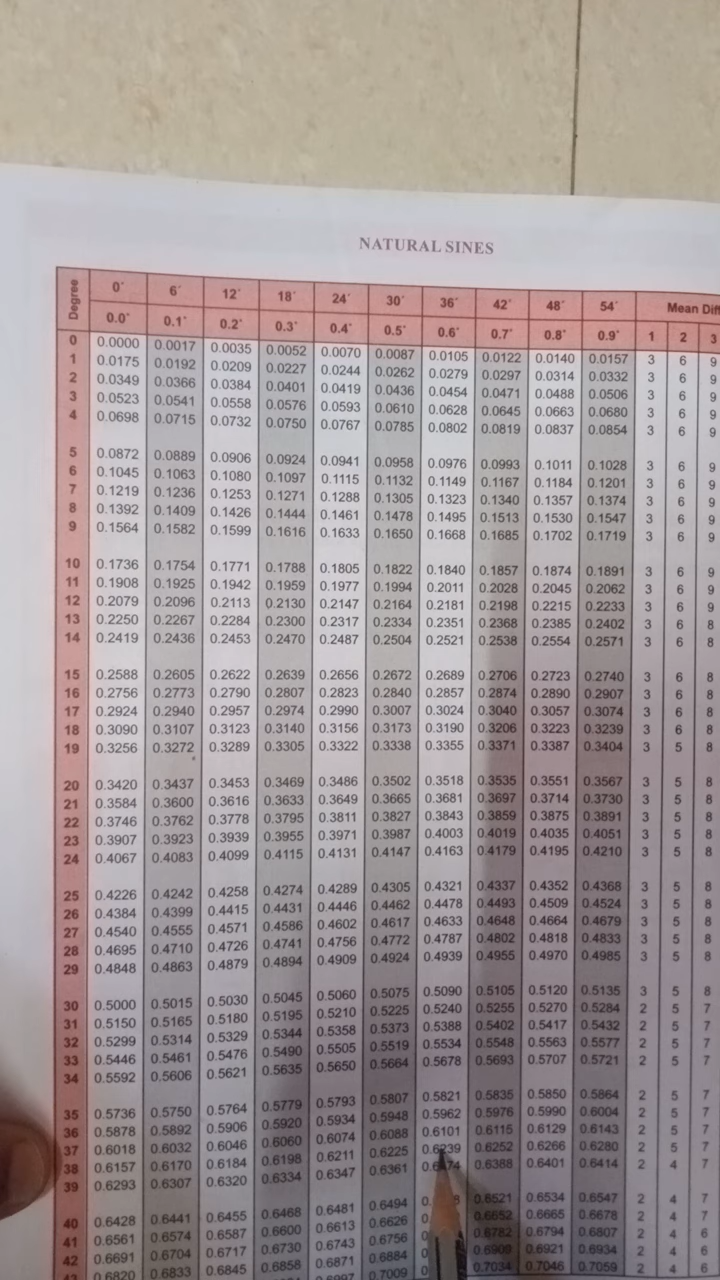 NATURAL SINES
Degree 0' 6' 12' 18' 24' 30' 36' 42' 48' 54' Mean Diff
0.0° 0.1° 0.2° 0.3° 0.4° 0.5° 0.6° 0.7° 0.8° 0.9° 1 2 3
0 0.0000 0.0017 0.0035 0.0052 0.0070 0.0087 0.0105 0.0122 0.0140 0.0157 3 6 9
1 0.0175 0.0192 0.0209 0.0227 0.0244 0.0262 0.0279 0.0297 0.0314 0.0332 3 6 9
2 0.0349 0.0366 0.0384 0.0401 0.0419 0.0436 0.0454 0.0471 0.0488 0.0506 3 6 9
3 0.0523 0.0541 0.0558 0.0576 0.0593 0.0610 0.0628 0.0645 0.0663 0.0680 3 6 9
4 0.0698 0.0715 0.0732 0.0750 0.0767 0.0785 0.0802 0.0819 0.0837 0.0854 3 6 9
5 0.0872 0.0889 0.0906 0.0924 0.0941 0.0958 0.0976 0.0993 0.1011 0.1028 3 6 9
6 0.1045 0.1063 0.1080 0.1097 0.1115 0.1132 0.1149 0.1167 0.1184 0.1201 3 6 9
7 0.1219 0.1236 0.1253 0.1271 0.1288 0.1305 0.1323 0.1340 0.1357 0.1374 3 6 9
8 0.1392 0.1409 0.1426 0.1444 0.1461 0.1478 0.1495 0.1513 0.1530 0.1547 3 6 9
9 0.1564 0.1582 0.1599 0.1616 0.1633 0.1650 0.1668 0.1685 0.1702 0.1719 3 6 9
10 0.1736 0.1754 0.1771 0.1788 0.1805 0.1822 0.1840 0.1857 0.1874 0.1891 3 6 9
11 0.1908 0.1925 0.1942 0.1959 0.1977 0.1994 0.2011 0.2028 0.2045 0.2062 3 6 9
12 0.2079 0.2096 0.2113 0.2130 0.2147 0.2164 0.2181 0.2198 0.2215 0.2233 3 6 9
13 0.2250 0.2267 0.2284 0.2300 0.2317 0.2334 0.2351 0.2368 0.2385 0.2402 3 6 8
14 0.2419 0.2436 0.2453 0.2470 0.2487 0.2504 0.2521 0.2538 0.2554 0.2571 3 6 8
15 0.2588 0.2605 0.2622 0.2639 0.2656 0.2672 0.2689 0.2706 0.2723 0.2740 3 6 8
16 0.2756 0.2773 0.2790 0.2807 0.2823 0.2840 0.2857 0.2874 0.2890 0.2907 3 6 8
17 0.2924 0.2940 0.2957 0.2974 0.2990 0.3007 0.3024 0.3040 0.3057 0.3074 3 6 8
18 0.3090 0.3107 0.3123 0.3140 0.3156 0.3173 0.3190 0.3206 0.3223 0.3239 3 6 8
19 0.3256 0.3272 0.3289 0.3305 0.3322 0.3338 0.3355 0.3371 0.3387 0.3404 3 5 8
20 0.3420 0.3437 0.3453 0.3469 0.3486 0.3502 0.3518 0.3535 0.3551 0.3567 3 5 8
21 0.3584 0.3600 0.3616 0.3633 0.3649 0.3665 0.3681 0.3697 0.3714 0.3730 3 5 8
22 0.3746 0.3762 0.3778 0.3795 0.3811 0.3827 0.3843 0.3859 0.3875 0.3891 3 5 8
23 0.3907 0.3923 0.3939 0.3955 0.3971 0.3987 0.4003 0.4019 0.4035 0.4051 3 5 8
24 0.4067 0.4083 0.4099 0.4115 0.4131 0.4147 0.4163 0.4179 0.4195 0.4210 3 5 8
25 0.4226 0.4242 0.4258 0.4274 0.4289 0.4305 0.4321 0.4337 0.4352 0.4368 3 5 8
26 0.4384 0.4399 0.4415 0.4431 0.4446 0.4462 0.4478 0.4493 0.4509 0.4524 3 5 8
27 0.4540 0.4555 0.4571 0.4586 0.4602 0.4617 0.4633 0.4648 0.4664 0.4679 3 5 8
28 0.4695 0.4710 0.4726 0.4741 0.4756 0.4772 0.4787 0.4802 0.4818 0.4833 3 5 8
29 0.4848 0.4863 0.4879 0.4894 0.4909 0.4924 0.4939 0.4955 0.4970 0.4985 3 5 8
30 0.5000 0.5015 0.5030 0.5045 0.5060 0.5075 0.5090 0.5105 0.5120 0.5135 3 5 8
31 0.5150 0.5165 0.5180 0.5195 0.5210 0.5225 0.5240 0.5255 0.5270 0.5284 2 5 7
32 0.5299 0.5314 0.5329 0.5344 0.5358 0.5373 0.5388 0.5402 0.5417 0.5432 2 5 7
33 0.5446 0.5461 0.5476 0.5490 0.5505 0.5519 0.5534 0.5548 0.5563 0.5577 2 5 7
34 0.5592 0.5606 0.5621 0.5635 0.5650 0.5664 0.5678 0.5693 0.5707 0.5721 2 5 7
35 0.5736 0.5750 0.5764 0.5779 0.5793 0.5807 0.5821 0.5835 0.5850 0.5864 2 5 7
36 0.5878 0.5892 0.5906 0.5920 0.5934 0.5948 0.5962 0.5976 0.5990 0.6004 2 5 7
37 0.6018 0.6032 0.6046 0.6060 0.6074 0.6088 0.6101 0.6115 0.6129 0.6143 2 5 7
38 0.6157 0.6170 0.6184 0.6198 0.6211 0.6225 0.6239 0.6252 0.6266 0.6280 2 5 7
39 0.6293 0.6307 0.6320 0.6334 0.6347 0.6361 0.6388 0.6401 0.6414 2 4 7
40 0.6428 0.6441 0.6455 0.6468 0.6481 0.6494 0.6521 0.6534 0.6547 2 4 7
41 0.6561 0.6574 0.6587 0.6600 0.6613 0.6626 0.6652 0.6665 0.6678 2 4 7
42 0.6691 0.6704 0.6717 0.6730 0.6743 0.6756 0.6782 0.6794 0.6807 2 4 6
0.6820 0.6833 0.6845 0.6858 0.6871 0.6884 0.6909 0.6921 0.6934 2 4 6
0.7009 0.7034 0.7046 0.7059 2 4 6